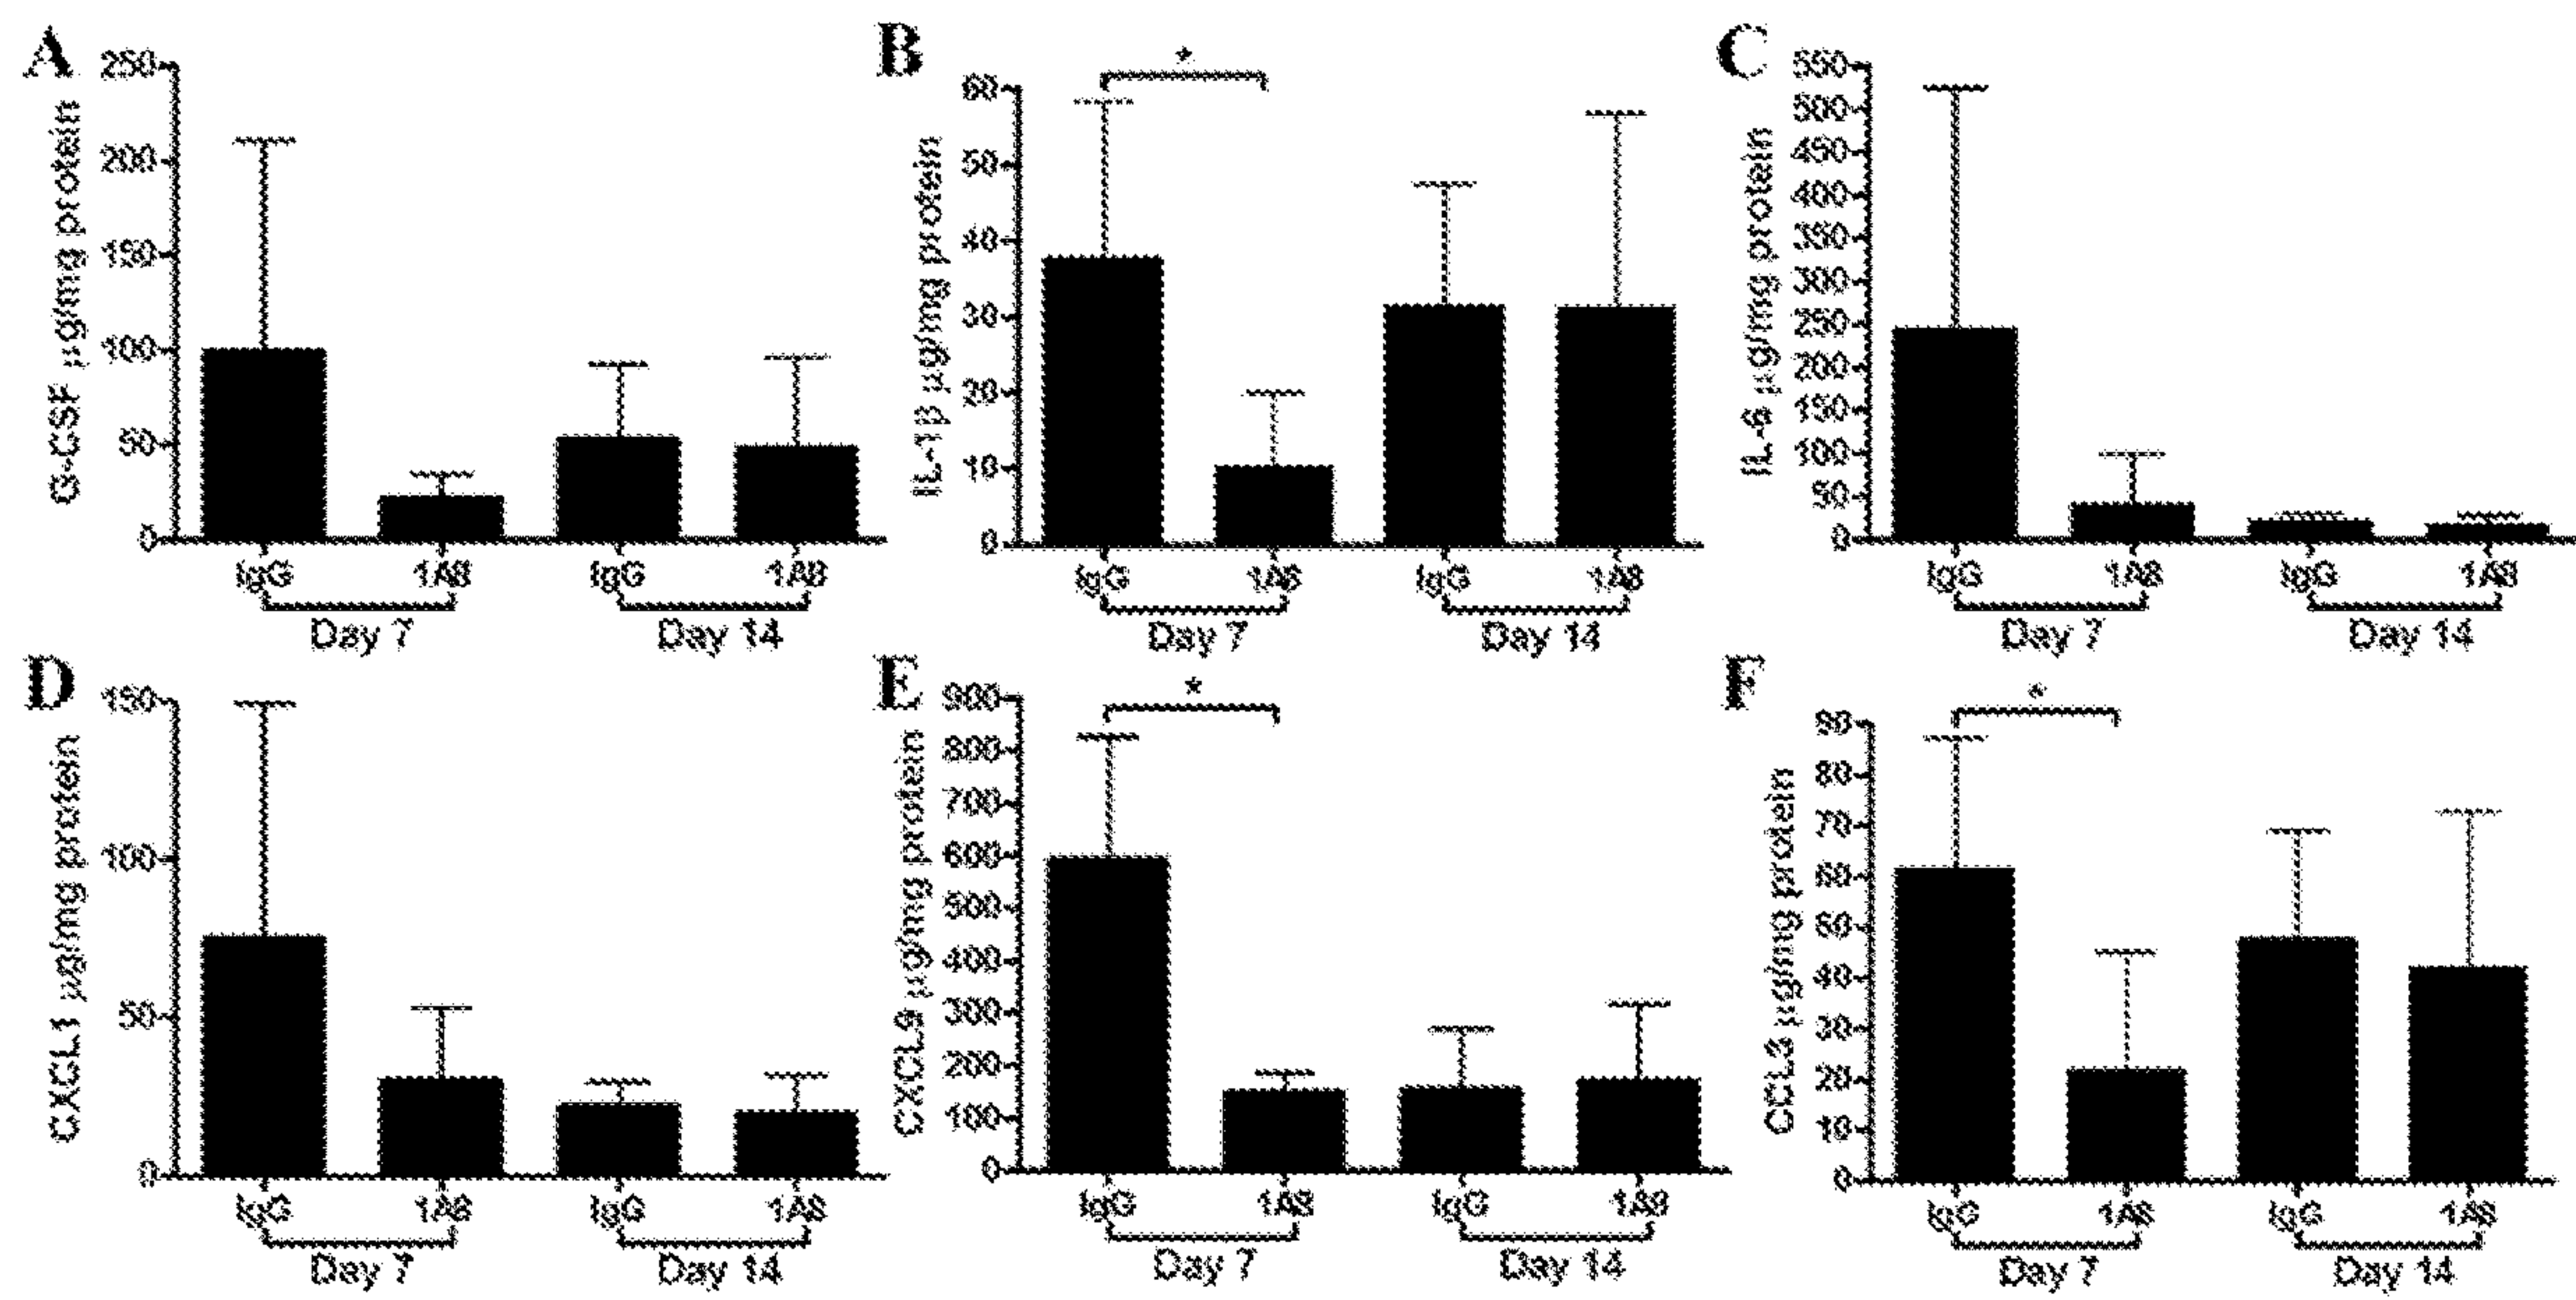 A
G-CSF µg/mg protein
250
200
150
100
50
0
IgG 1A8 IgG 1A8
Day 7 Day 14
B
*
IL-1β µg/mg protein
60
50
40
30
20
10
0
IgG 1A8 IgG 1A8
Day 7 Day 14
C
IL-6 µg/mg protein
550
500
450
400
350
300
250
200
150
100
50
0
IgG 1A8 IgG 1A8
Day 7 Day 14
D
CXCL1 µg/mg protein
150
100
50
0
IgG 1A8 IgG 1A8
Day 7 Day 14
E
*
CXCL9 µg/mg protein
900
800
700
600
500
400
300
200
100
0
IgG 1A8 IgG 1A8
Day 7 Day 14
F
*
CCL3 µg/mg protein
90
80
70
60
50
40
30
20
10
0
IgG 1A8 IgG 1A8
Day 7 Day 14